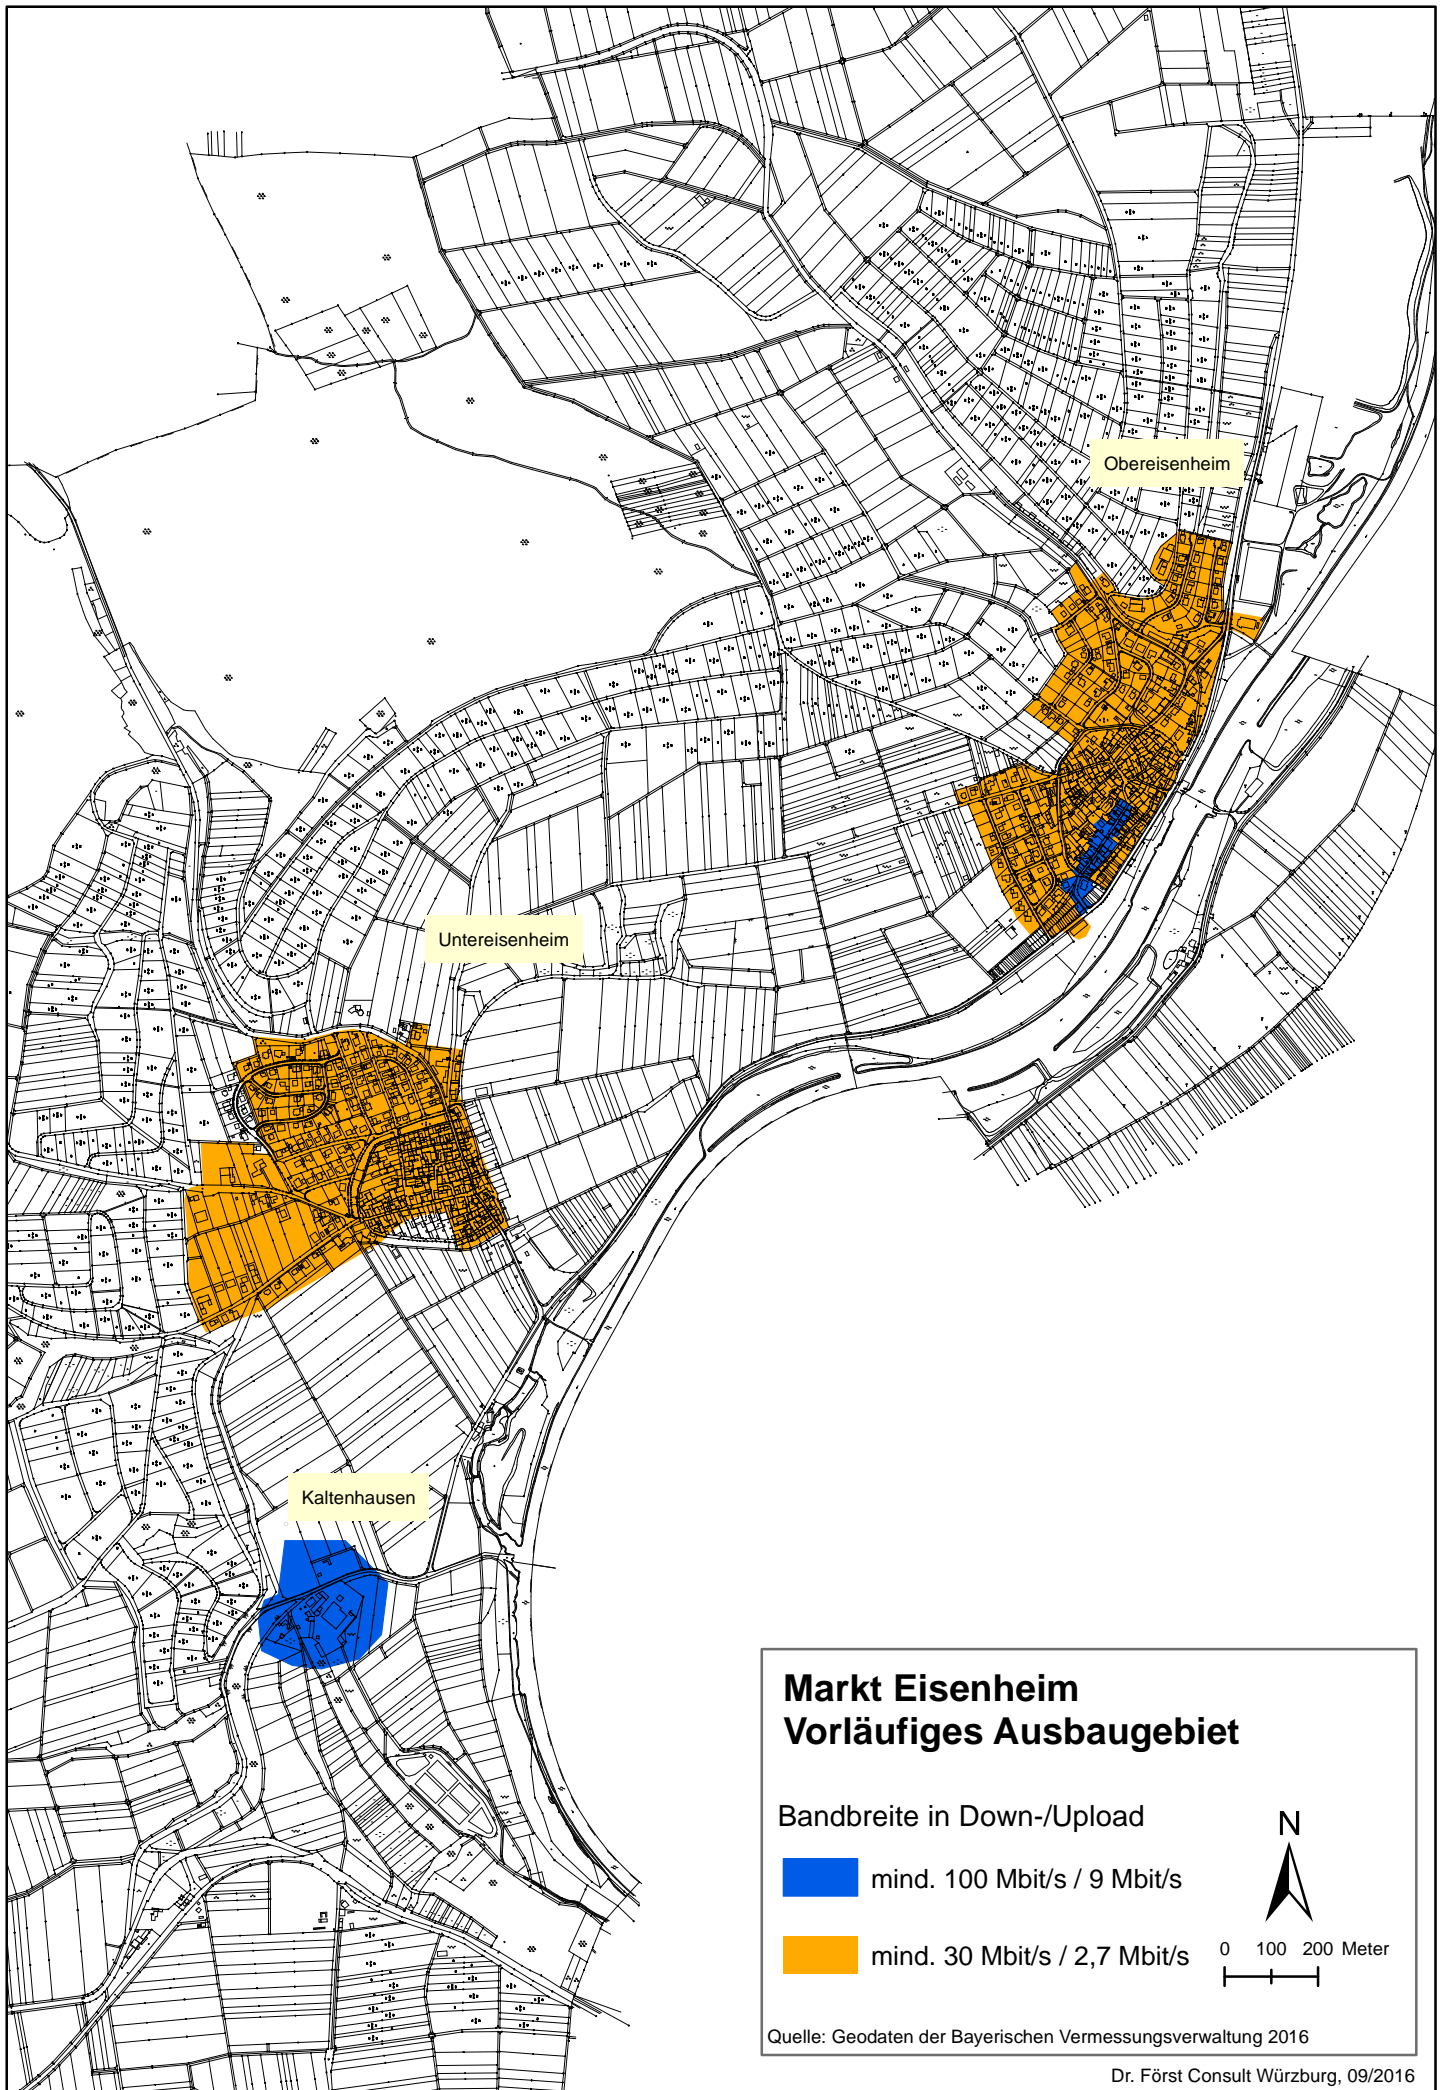 Obereisenheim
Untereisenheim
Kaltenhausen
Markt Eisenheim
Vorläufiges Ausbaugebiet
Bandbreite in Down-/Upload
N
mind. 100 Mbit/s / 9 Mbit/s
mind. 30 Mbit/s / 2,7 Mbit/s
0 100 200 Meter
Quelle: Geodaten der Bayerischen Vermessungsverwaltung 2016
Dr. Först Consult Würzburg, 09/2016